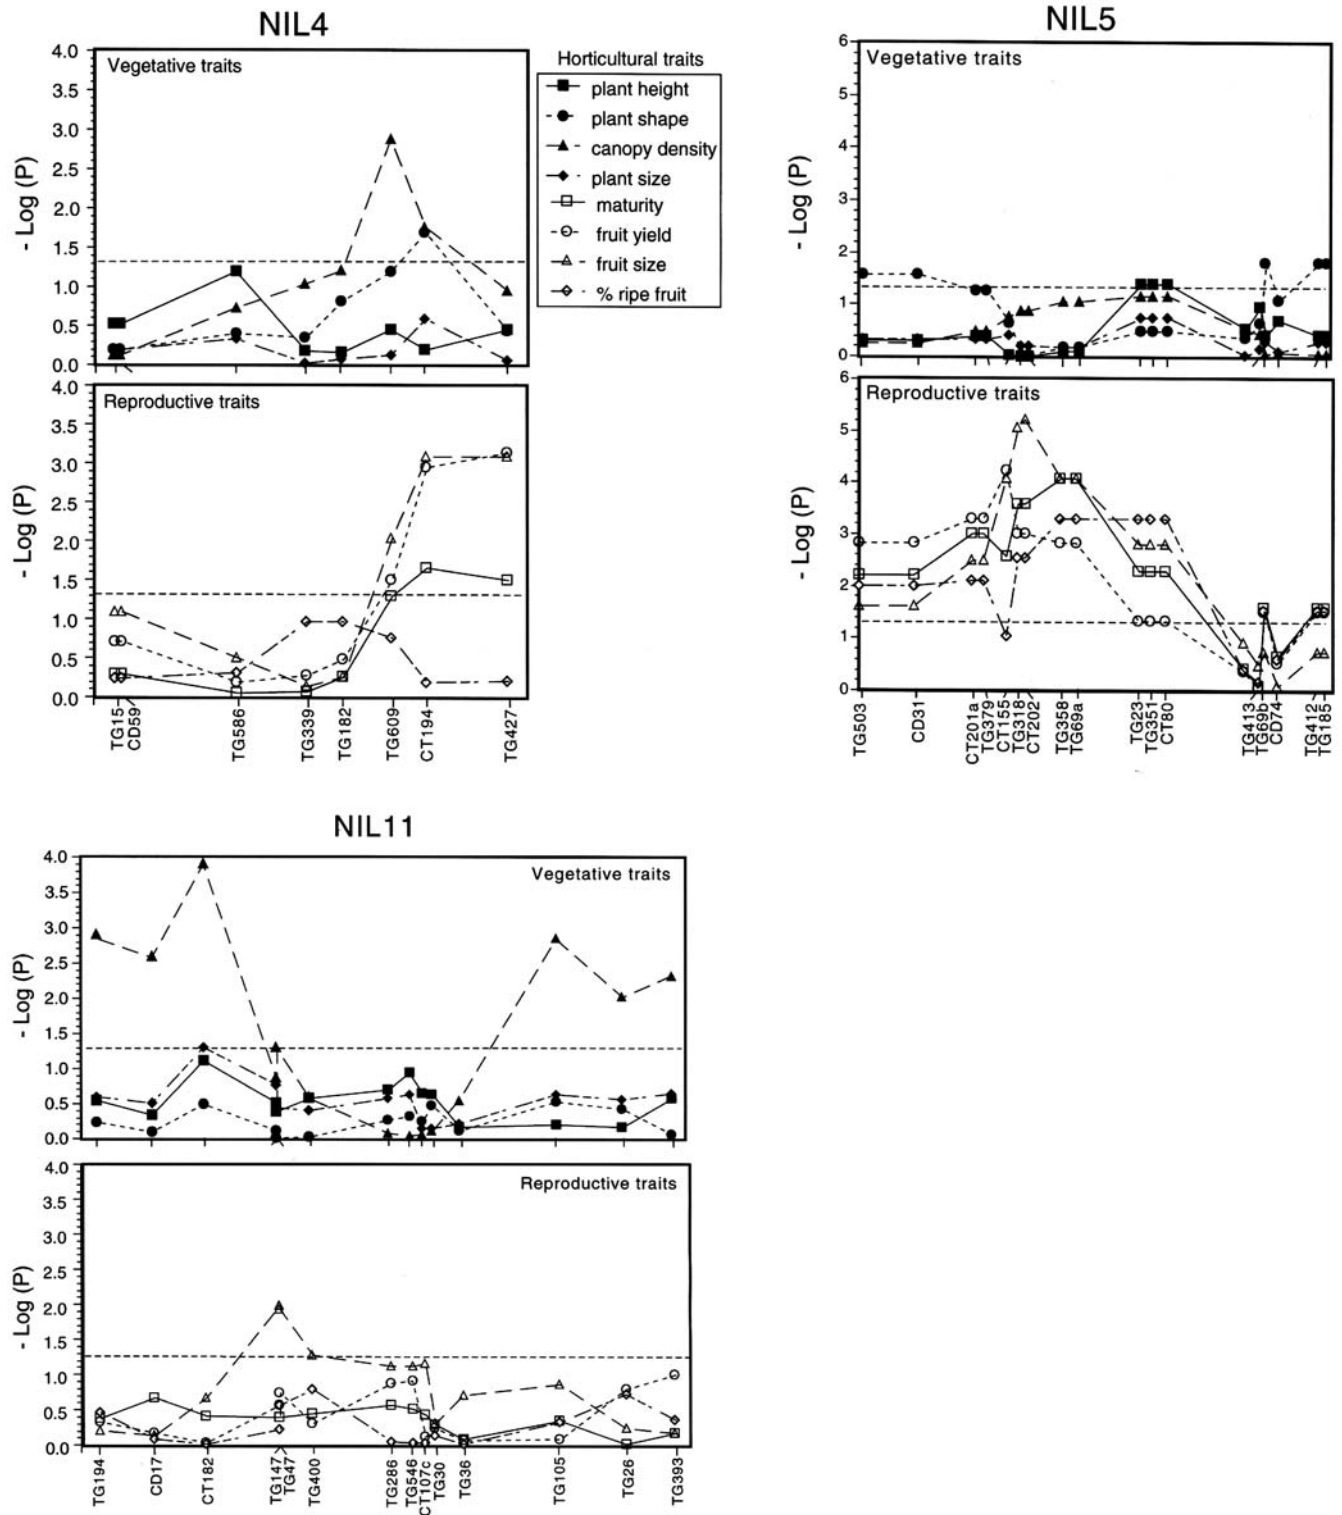 NIL4
4.0
3.5
3.0
2.5
2.0
1.5
1.0
0.5
0.0
- Log (P)
Vegetative traits
Horticultural traits
plant height
plant shape
canopy density
plant size
maturity
fruit yield
fruit size
% ripe fruit
4.0
3.5
3.0
2.5
2.0
1.5
1.0
0.5
0.0
- Log (P)
Reproductive traits
TG15
CD59
TG586
TG339
TG182
TG609
CT194
TG427
NIL5
6
5
4
3
2
1
0
- Log (P)
Vegetative traits
6
5
4
3
2
1
0
- Log (P)
Reproductive traits
TG503
CD31
CT201a
TG379
CT155
TG318
CT202
TG358
TG69a
TG23
TG351
CT80
TG413
TG69b
CD74
TG412
TG185
NIL11
4.0
3.5
3.0
2.5
2.0
1.5
1.0
0.5
0.0
- Log (P)
Vegetative traits
4.0
3.5
3.0
2.5
2.0
1.5
1.0
0.5
0.0
- Log (P)
Reproductive traits
TG194
CD17
CT182
TG147
TG47
TG400
TG286
TG546
CT107c
TG30
TG36
TG105
TG26
TG393